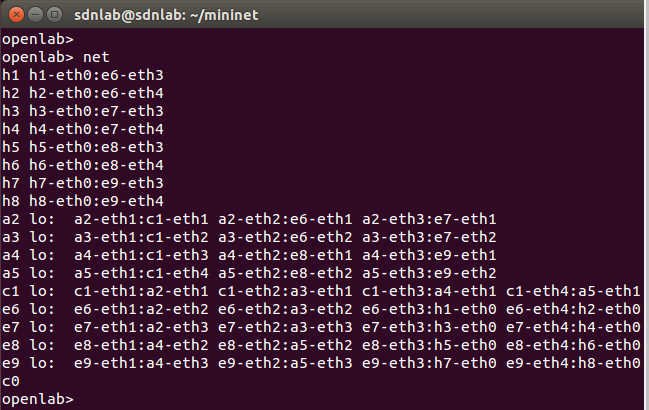 sdnlab@sdnlab: ~/mininet
openlab>
openlab> net
h1 h1-eth0:e6-eth3
h2 h2-eth0:e6-eth4
h3 h3-eth0:e7-eth3
h4 h4-eth0:e7-eth4
h5 h5-eth0:e8-eth3
h6 h6-eth0:e8-eth4
h7 h7-eth0:e9-eth3
h8 h8-eth0:e9-eth4
a2 lo:  a2-eth1:c1-eth1 a2-eth2:e6-eth1 a2-eth3:e7-eth1
a3 lo:  a3-eth1:c1-eth2 a3-eth2:e6-eth2 a3-eth3:e7-eth2
a4 lo:  a4-eth1:c1-eth3 a4-eth2:e8-eth1 a4-eth3:e9-eth1
a5 lo:  a5-eth1:c1-eth4 a5-eth2:e8-eth2 a5-eth3:e9-eth2
c1 lo:  c1-eth1:a2-eth1 c1-eth2:a3-eth1 c1-eth3:a4-eth1 c1-eth4:a5-eth1
e6 lo:  e6-eth1:a2-eth2 e6-eth2:a3-eth2 e6-eth3:h1-eth0 e6-eth4:h2-eth0
e7 lo:  e7-eth1:a2-eth3 e7-eth2:a3-eth3 e7-eth3:h3-eth0 e7-eth4:h4-eth0
e8 lo:  e8-eth1:a4-eth2 e8-eth2:a5-eth2 e8-eth3:h5-eth0 e8-eth4:h6-eth0
e9 lo:  e9-eth1:a4-eth3 e9-eth2:a5-eth3 e9-eth3:h7-eth0 e9-eth4:h8-eth0
c0
openlab>